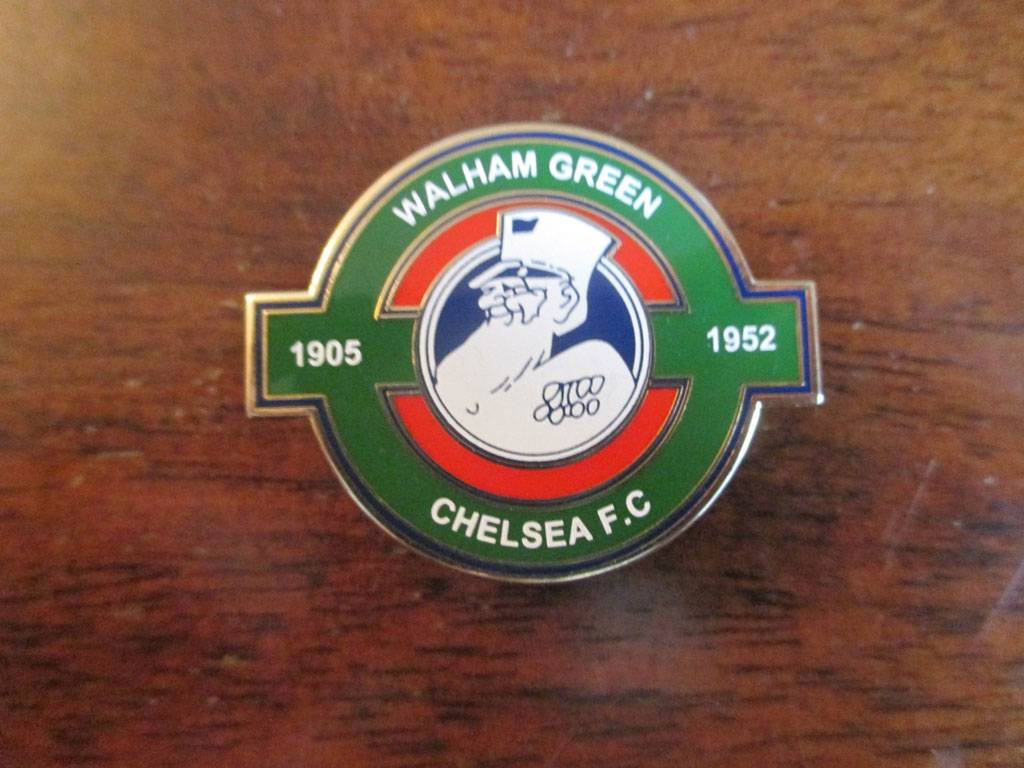 WALHAM GREEN
1905
1952
CHELSEA F.C